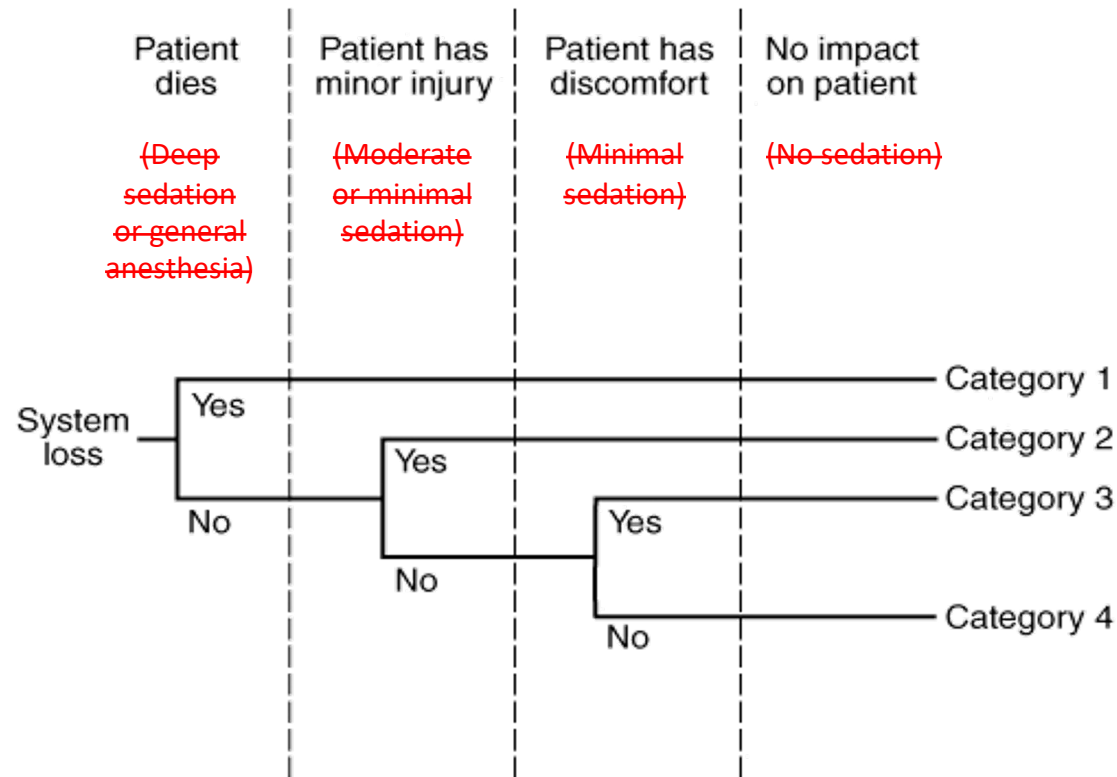 Patient
dies
Patient has
minor injury
Patient has
discomfort
No impact
on patient
(Deep
sedation
or general
anesthesia)
(Moderate
or minimal
sedation)
(Minimal
sedation)
(No sedation)
System
loss
Yes
No
Yes
No
Yes
No
Category 1
Category 2
Category 3
Category 4